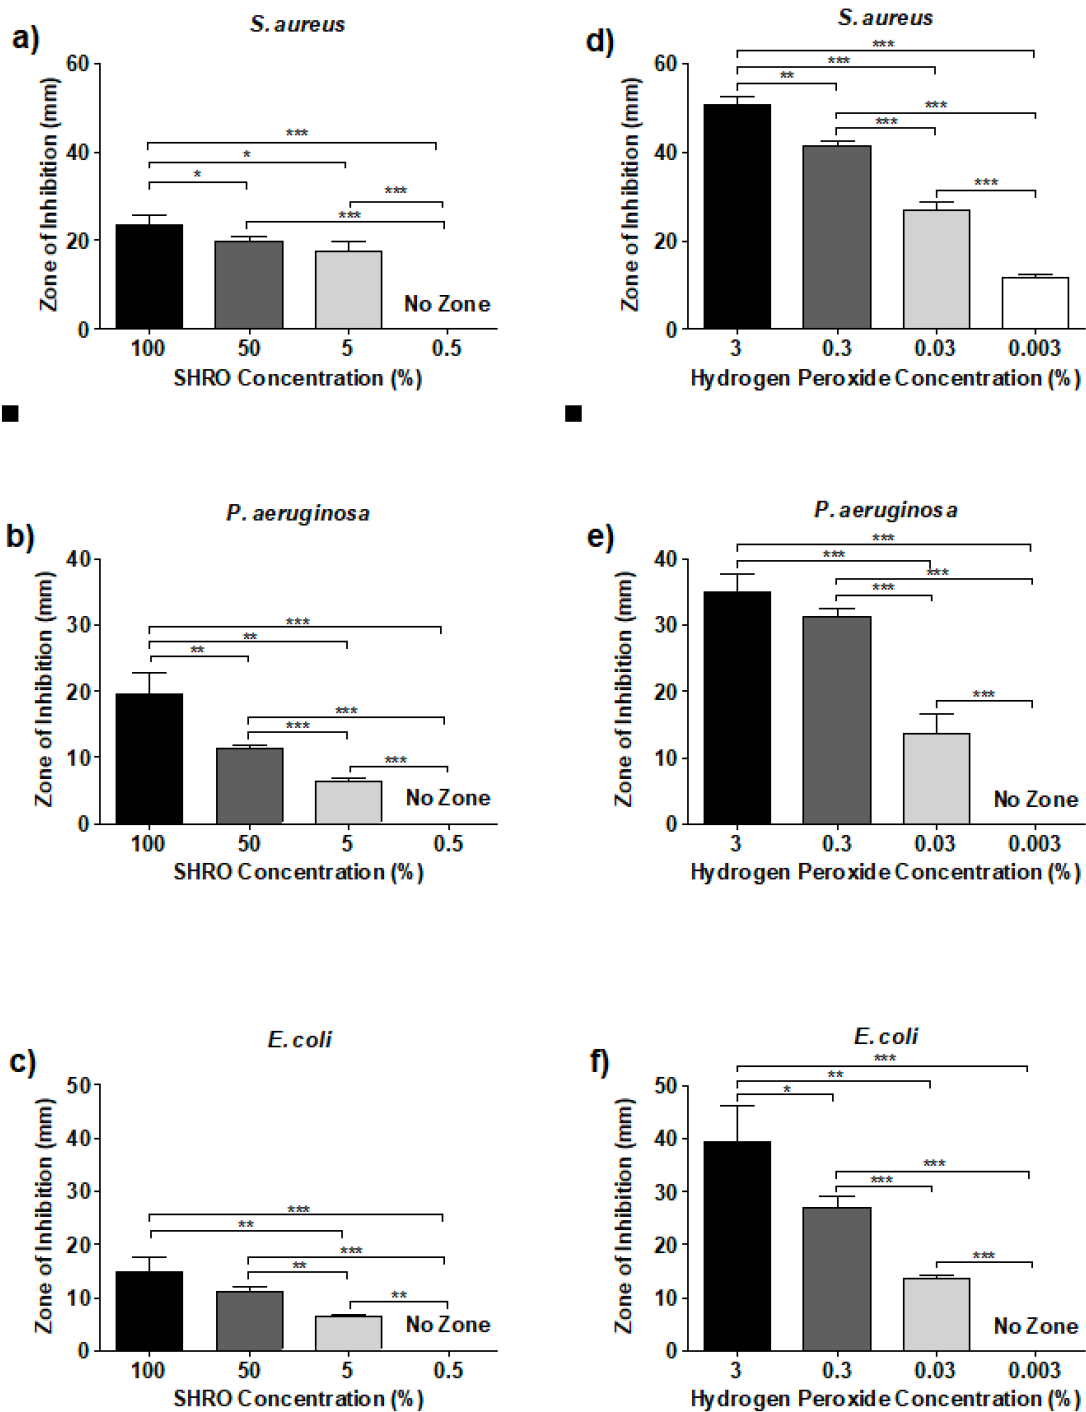 a)
S. aureus
Zone of Inhibition (mm)
60
40
20
0
***
*
*
***
***
No Zone
100 50 5 0.5
SHRO Concentration (%)
d)
S. aureus
Zone of Inhibition (mm)
60
40
20
0
***
***
**
***
***
***
3 0.3 0.03 0.003
Hydrogen Peroxide Concentration (%)
b)
P. aeruginosa
Zone of Inhibition (mm)
40
30
20
10
0
***
**
**
***
***
***
No Zone
100 50 5 0.5
SHRO Concentration (%)
e)
P. aeruginosa
Zone of Inhibition (mm)
40
30
20
10
0
***
***
***
***
***
No Zone
3 0.3 0.03 0.003
Hydrogen Peroxide Concentration (%)
c)
E. coli
Zone of Inhibition (mm)
50
40
30
20
10
0
***
**
***
**
**
No Zone
100 50 5 0.5
SHRO Concentration (%)
f)
E. coli
Zone of Inhibition (mm)
50
40
30
20
10
0
***
**
*
***
***
***
No Zone
3 0.3 0.03 0.003
Hydrogen Peroxide Concentration (%)